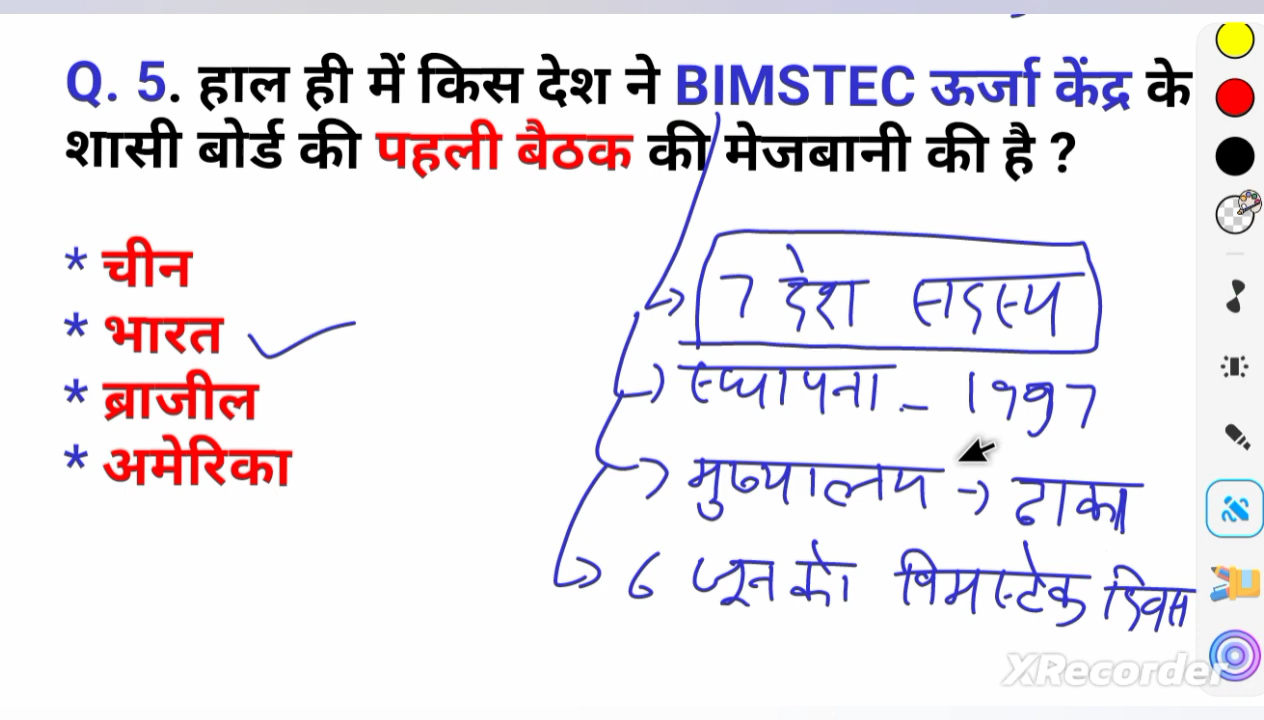 Q. 5. हाल ही में किस देश ने BIMSTEC ऊर्जा केंद्र के
शासी बोर्ड की पहली बैठक की मेजबानी की है ?
* चीन
* भारत
* ब्राजील
* अमेरिका
7 देश सदस्य
स्थापना - 1997
मुख्यालय → ढाका
6 जून को बिमस्टेक दिवस
XRecorder